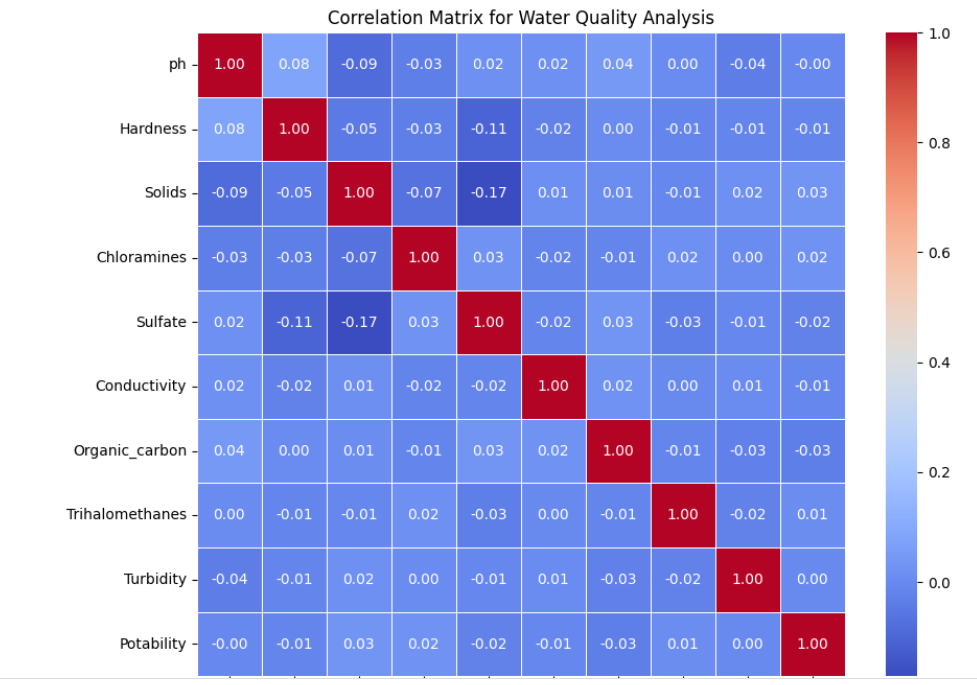 Correlation Matrix for Water Quality Analysis
ph 1.00 0.08 -0.09 -0.03 0.02 0.02 0.04 0.00 -0.04 -0.00
Hardness 0.08 1.00 -0.05 -0.03 -0.11 -0.02 0.00 -0.01 -0.01 -0.01
Solids -0.09 -0.05 1.00 -0.07 -0.17 0.01 0.01 -0.01 0.02 0.03
Chloramines -0.03 -0.03 -0.07 1.00 0.03 -0.02 -0.01 0.02 0.00 0.02
Sulfate 0.02 -0.11 -0.17 0.03 1.00 -0.02 0.03 -0.03 -0.01 -0.02
Conductivity 0.02 -0.02 0.01 -0.02 -0.02 1.00 0.02 0.00 0.01 -0.01
Organic_carbon 0.04 0.00 0.01 -0.01 0.03 0.02 1.00 -0.01 -0.03 -0.03
Trihalomethanes 0.00 -0.01 -0.01 0.02 -0.03 0.00 -0.01 1.00 -0.02 0.01
Turbidity -0.04 -0.01 0.02 0.00 -0.01 0.01 -0.03 -0.02 1.00 0.00
Potability -0.00 -0.01 0.03 0.02 -0.02 -0.01 -0.03 0.01 0.00 1.00
1.0
0.8
0.6
0.4
0.2
0.0